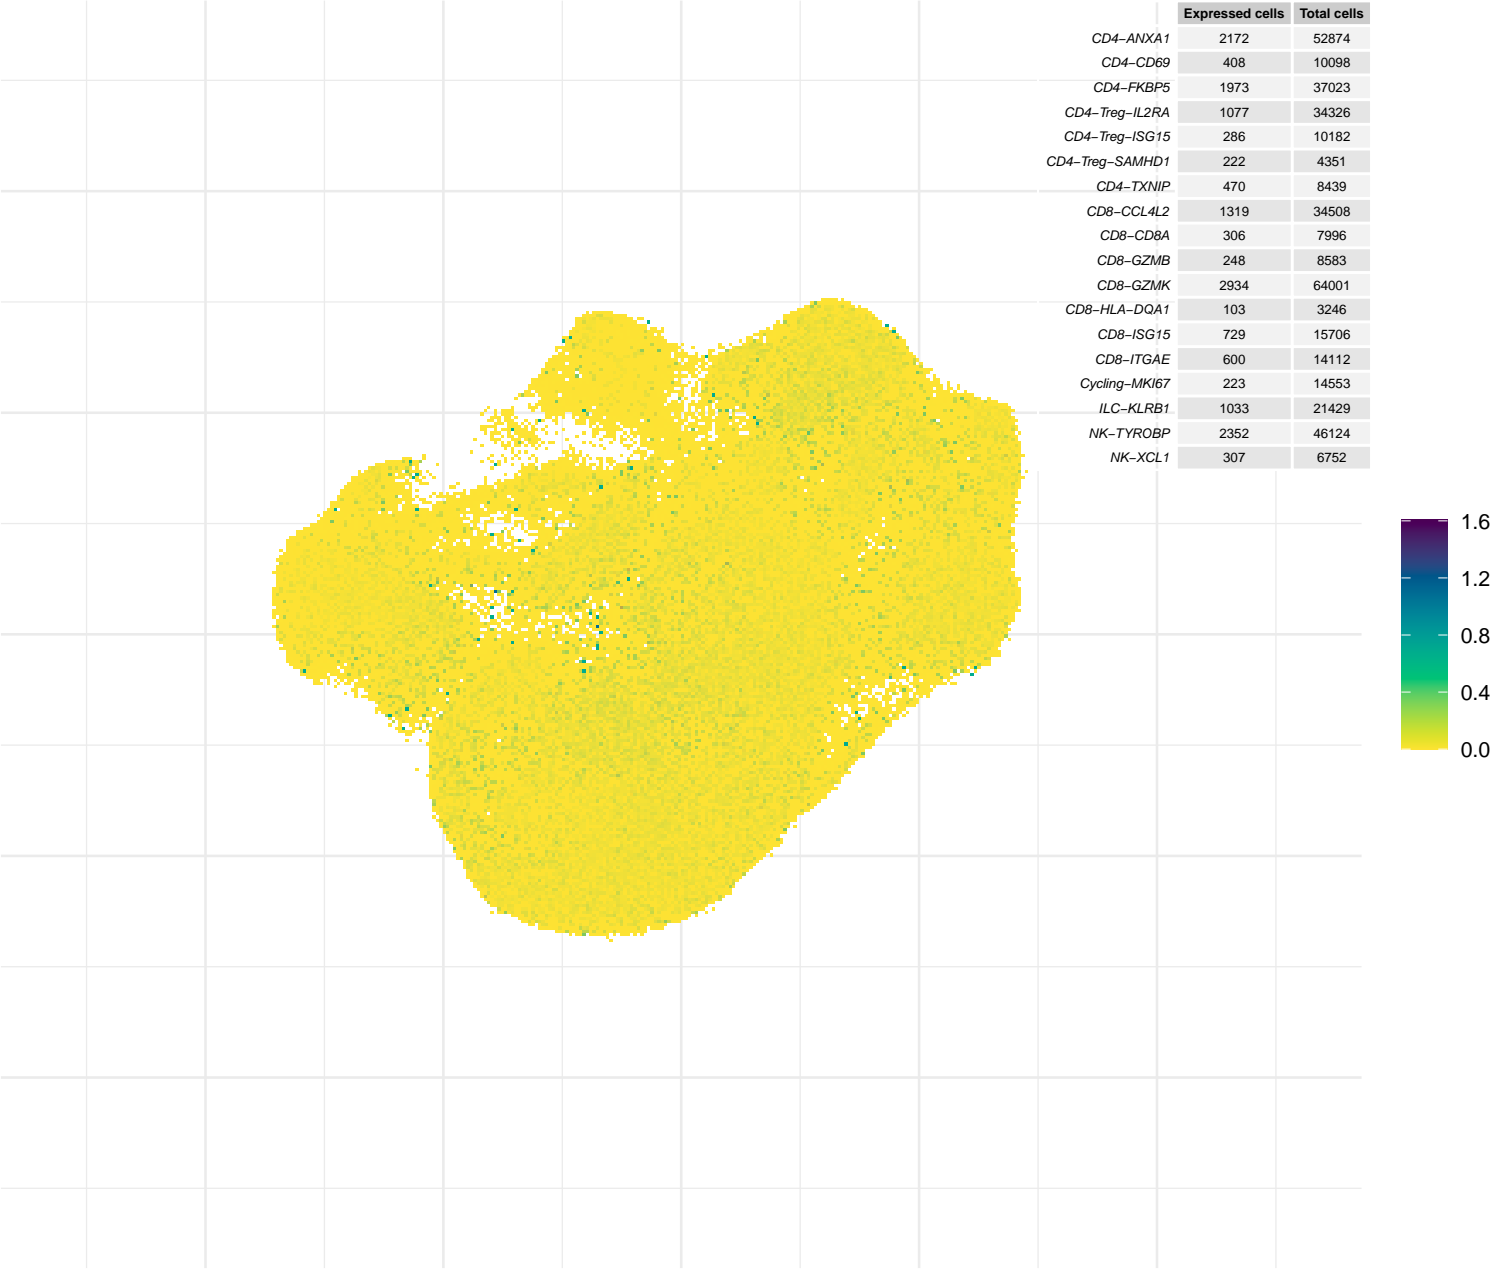 Expressed cells Total cells
CD4−ANXA1 2172 52874
CD4−CD69 408 10098
CD4−FKBP5 1973 37023
CD4−Treg−IL2RA 1077 34326
CD4−Treg−ISG15 286 10182
CD4−Treg−SAMHD1 222 4351
CD4−TXNIP 470 8439
CD8−CCL4L2 1319 34508
CD8−CD8A 306 7996
CD8−GZMB 248 8583
CD8−GZMK 2934 64001
CD8−HLA−DQA1 103 3246
CD8−ISG15 729 15706
CD8−ITGAE 600 14112
Cycling−MKI67 223 14553
ILC−KLRB1 1033 21429
NK−TYROBP 2352 46124
NK−XCL1 307 6752
1.6
1.2
0.8
0.4
0.0